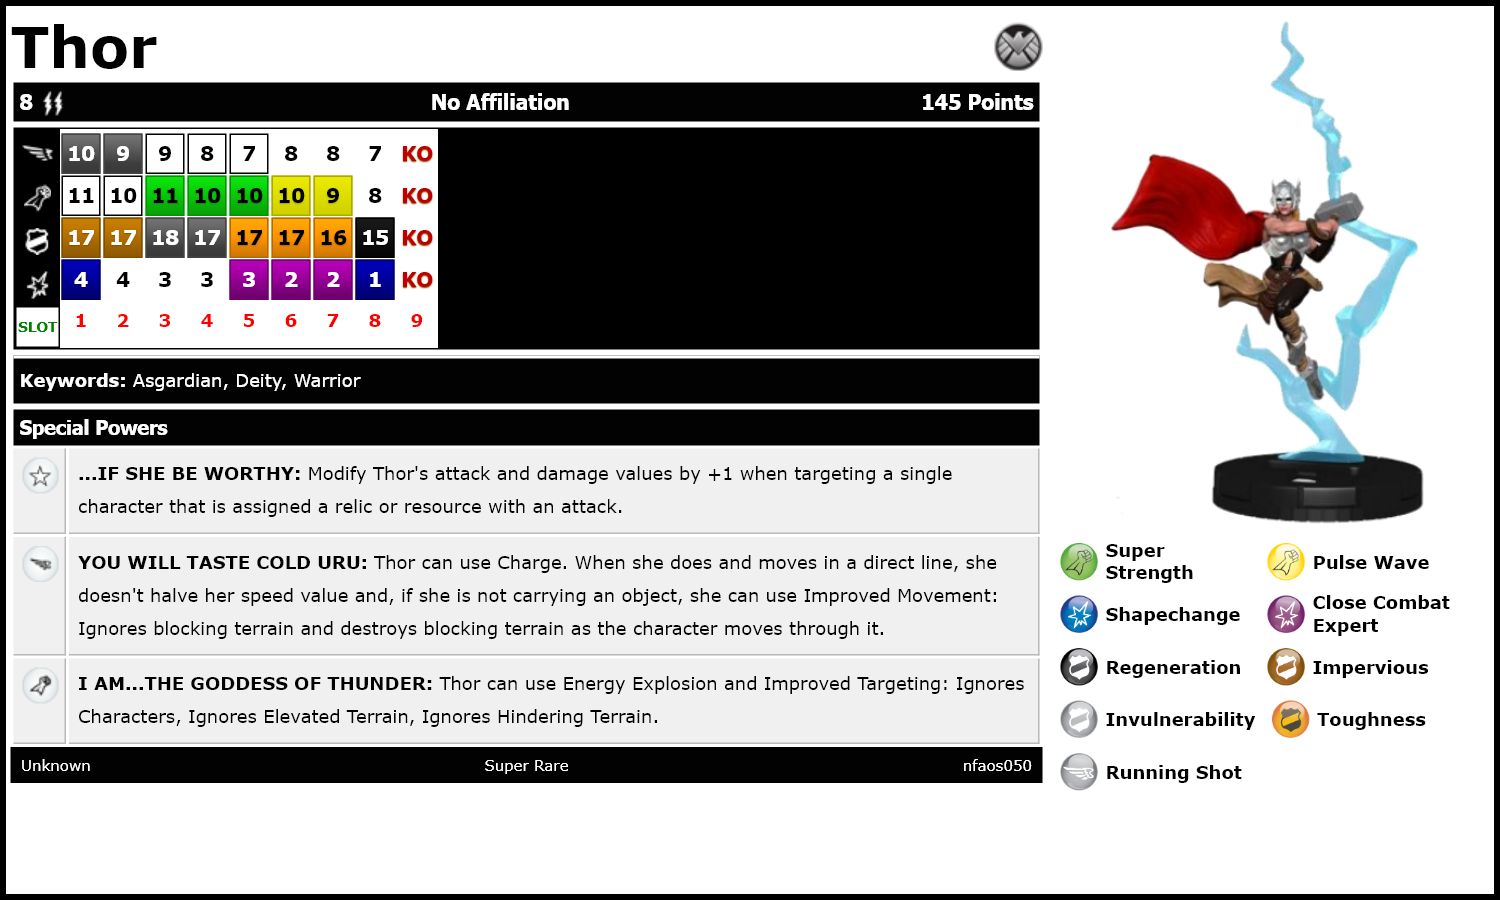 Thor
8 No Affiliation 145 Points
10 9 9 8 7 8 8 7 KO
11 10 11 10 10 10 9 8 KO
17 17 18 17 17 17 16 15 KO
4 4 3 3 3 2 2 1 KO
SLOT 1 2 3 4 5 6 7 8 9
Keywords: Asgardian, Deity, Warrior
Special Powers
...IF SHE BE WORTHY: Modify Thor's attack and damage values by +1 when targeting a single
character that is assigned a relic or resource with an attack.
YOU WILL TASTE COLD URU: Thor can use Charge. When she does and moves in a direct line, she
doesn't halve her speed value and, if she is not carrying an object, she can use Improved Movement:
Ignores blocking terrain and destroys blocking terrain as the character moves through it.
I AM...THE GODDESS OF THUNDER: Thor can use Energy Explosion and Improved Targeting: Ignores
Characters, Ignores Elevated Terrain, Ignores Hindering Terrain.
Unknown Super Rare nfaos050
Super
Strength
Pulse Wave
Shapechange
Close Combat
Expert
Regeneration
Impervious
Invulnerability
Toughness
Running Shot